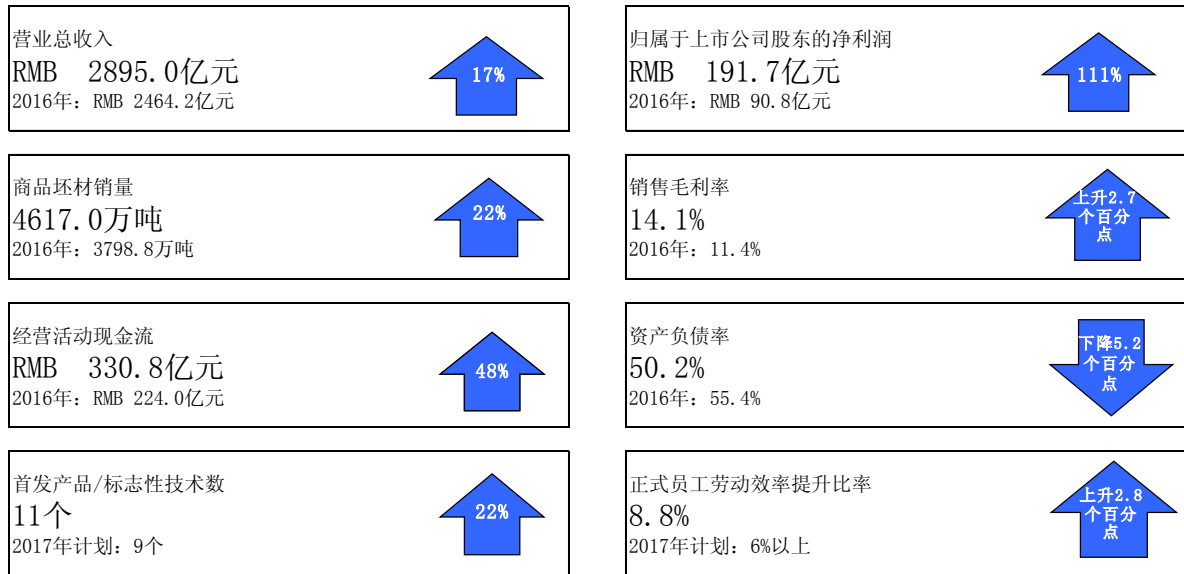 营业总收入
RMB 2895.0亿元
2016年：RMB 2464.2亿元
17%
归属于上市公司股东的净利润
RMB 191.7亿元
2016年：RMB 90.8亿元
111%
商品坯材销量
4617.0万吨
2016年：3798.8万吨
22%
销售毛利率
14.1%
2016年：11.4%
上升2.7
个百分
点
经营活动现金流
RMB 330.8亿元
2016年：RMB 224.0亿元
48%
资产负债率
50.2%
2016年：55.4%
下降5.2
个百分
点
首发产品/标志性技术数
11个
2017年计划：9个
22%
正式员工劳动效率提升比率
8.8%
2017年计划：6%以上
上升2.8
个百分
点